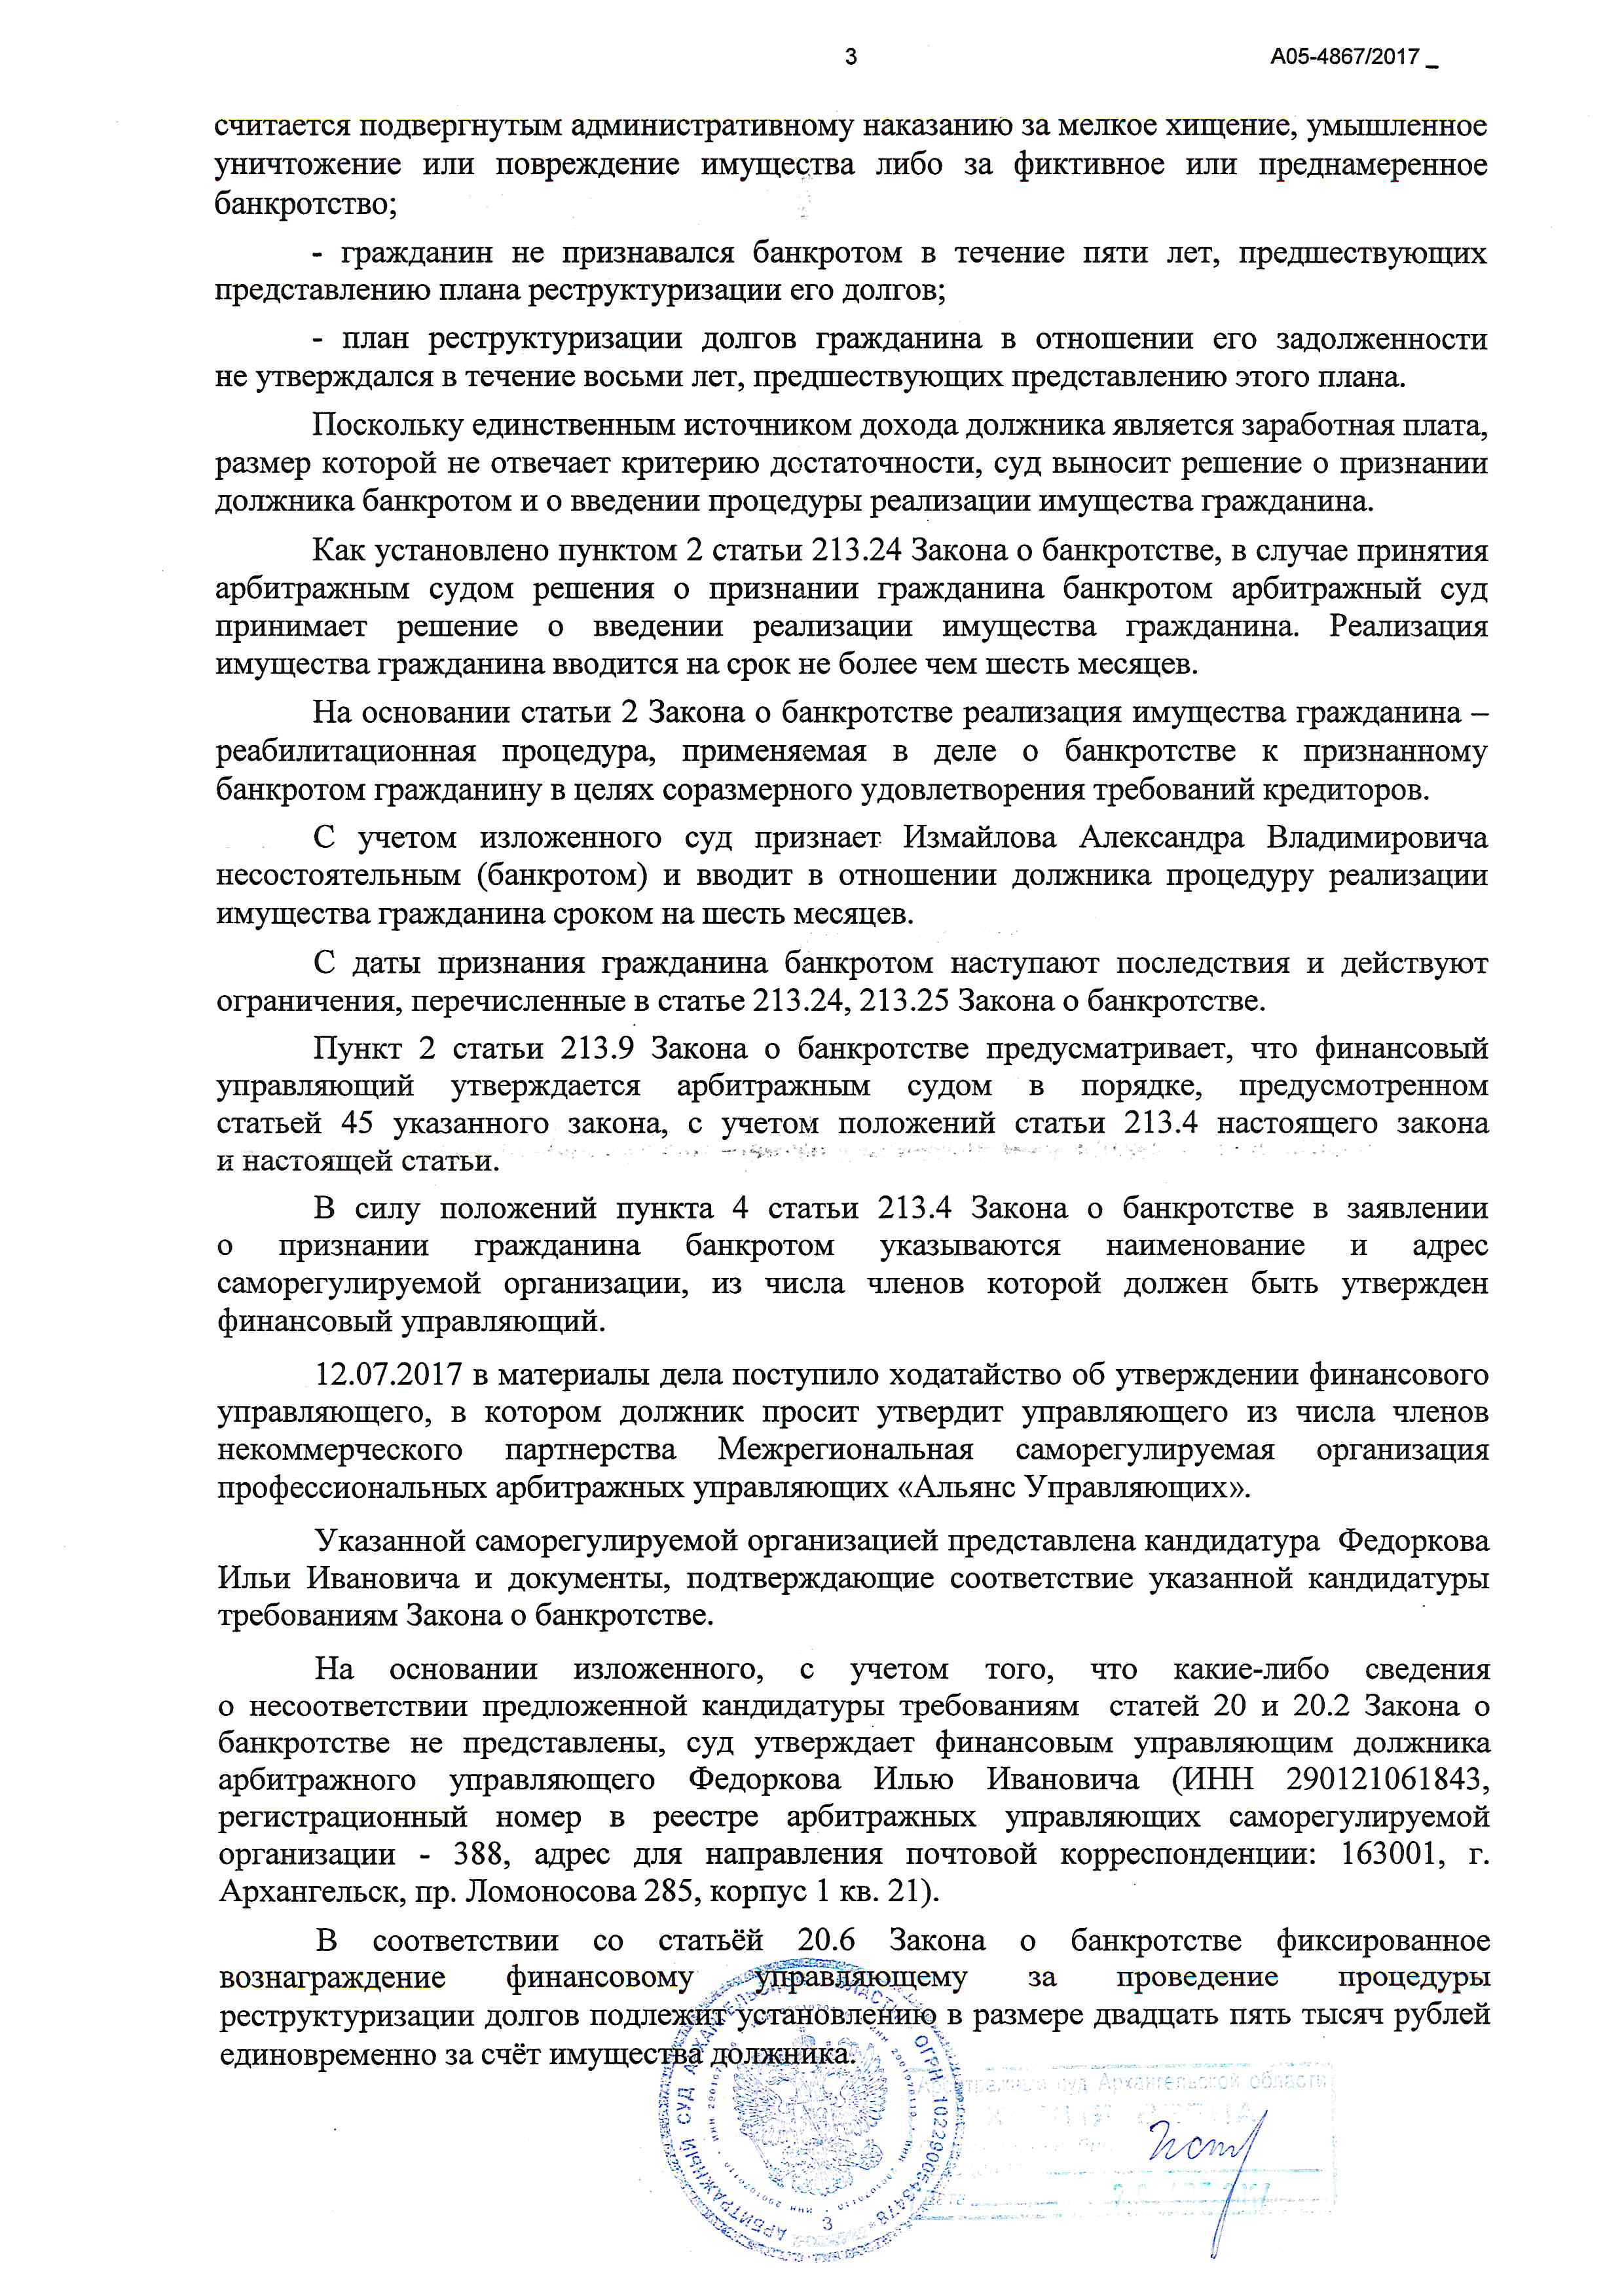 3
А05-4867/2017 _
считается подвергнутым административному наказанию за мелкое хищение, умышленное
уничтожение или повреждение имущества либо за фиктивное или преднамеренное
банкротство;
- гражданин не признавался банкротом в течение пяти лет, предшествующих
представлению плана реструктуризации его долгов;
- план реструктуризации долгов гражданина в отношении его задолженности
не утверждался в течение восьми лет, предшествующих представлению этого плана.
Поскольку единственным источником дохода должника является заработная плата,
размер которой не отвечает критерию достаточности, суд выносит решение о признании
должника банкротом и о введении процедуры реализации имущества гражданина.
Как установлено пунктом 2 статьи 213.24 Закона о банкротстве, в случае принятия
арбитражным судом решения о признании гражданина банкротом арбитражный суд
принимает решение о введении реализации имущества гражданина. Реализация
имущества гражданина вводится на срок не более чем шесть месяцев.
На основании статьи 2 Закона о банкротстве реализация имущества гражданина –
реабилитационная процедура, применяемая в деле о банкротстве к признанному
банкротом гражданину в целях соразмерного удовлетворения требований кредиторов.
С учетом изложенного суд признает Измайлова Александра Владимировича
несостоятельным (банкротом) и вводит в отношении должника процедуру реализации
имущества гражданина сроком на шесть месяцев.
С даты признания гражданина банкротом наступают последствия и действуют
ограничения, перечисленные в статье 213.24, 213.25 Закона о банкротстве.
Пункт 2 статьи 213.9 Закона о банкротстве предусматривает, что финансовый
управляющий утверждается арбитражным судом в порядке, предусмотренном
статьей 45 указанного закона, с учетом положений статьи 213.4 настоящего закона
и настоящей статьи.
В силу положений пункта 4 статьи 213.4 Закона о банкротстве в заявлении
о признании гражданина банкротом указываются наименование и адрес
саморегулируемой организации, из числа членов которой должен быть утвержден
финансовый управляющий.
12.07.2017 в материалы дела поступило ходатайство об утверждении финансового
управляющего, в котором должник просит утвердит управляющего из числа членов
некоммерческого партнерства Межрегиональная саморегулируемая организация
профессиональных арбитражных управляющих «Альянс Управляющих».
Указанной саморегулируемой организацией представлена кандидатура Федоркова
Ильи Ивановича и документы, подтверждающие соответствие указанной кандидатуры
требованиям Закона о банкротстве.
На основании изложенного, с учетом того, что какие-либо сведения
о несоответствии предложенной кандидатуры требованиям статей 20 и 20.2 Закона о
банкротстве не представлены, суд утверждает финансовым управляющим должника
арбитражного управляющего Федоркова Илью Ивановича (ИНН 290121061843,
регистрационный номер в реестре арбитражных управляющих саморегулируемой
организации - 388, адрес для направления почтовой корреспонденции: 163001, г.
Архангельск, пр. Ломоносова 285, корпус 1 кв. 21).
В соответствии со статьёй 20.6 Закона о банкротстве фиксированное
вознаграждение финансовому управляющему за проведение процедуры
реструктуризации долгов подлежит установлению в размере двадцать пять тысяч рублей
единовременно за счёт имущества должника.
АРБИТРАЖНЫЙ СУД АРХАНГЕЛЬСКОЙ ОБЛАСТИ * ОГРН 1022900543478
3
Арбитражный суд Архангельской области